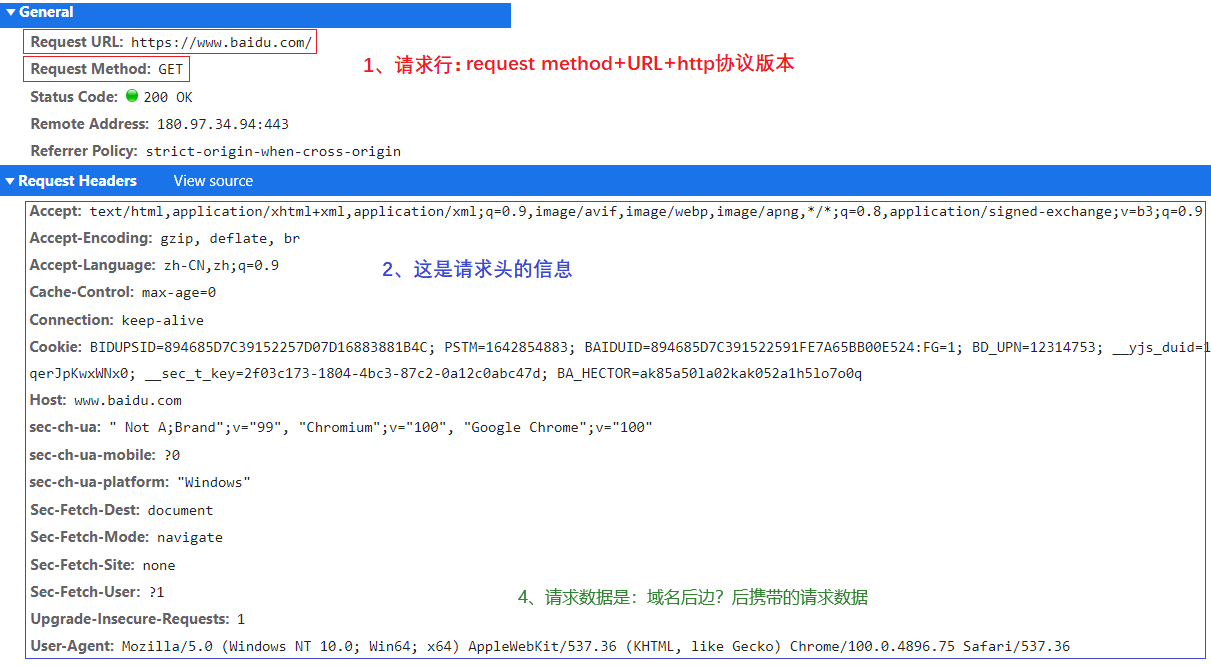 General
Request URL: https://www.baidu.com/
Request Method: GET
1、请求行：request method+URL+http协议版本
Status Code: 200 OK
Remote Address: 180.97.34.94:443
Referrer Policy: strict-origin-when-cross-origin
Request Headers View source
Accept: text/html,application/xhtml+xml,application/xml;q=0.9,image/avif,image/webp,image/apng,*/*;q=0.8,application/signed-exchange;v=b3;q=0.9
Accept-Encoding: gzip, deflate, br
Accept-Language: zh-CN,zh;q=0.9
2、这是请求头的信息
Cache-Control: max-age=0
Connection: keep-alive
Cookie: BIDUPSID=894685D7C39152257D07D16883881B4C; PSTM=1642854883; BAIDUID=894685D7C391522591FE7A65BB00E524:FG=1; BD_UPN=12314753; __yjs_duid=1
qerJpKwxWNx0; __sec_t_key=2f03c173-1804-4bc3-87c2-0a12c0abc47d; BA_HECTOR=ak85a50la02kak052a1h5lo7o0q
Host: www.baidu.com
sec-ch-ua: " Not A;Brand";v="99", "Chromium";v="100", "Google Chrome";v="100"
sec-ch-ua-mobile: ?0
sec-ch-ua-platform: "Windows"
Sec-Fetch-Dest: document
Sec-Fetch-Mode: navigate
Sec-Fetch-Site: none
Sec-Fetch-User: ?1
4、请求数据是：域名后边？后携带的请求数据
Upgrade-Insecure-Requests: 1
User-Agent: Mozilla/5.0 (Windows NT 10.0; Win64; x64) AppleWebKit/537.36 (KHTML, like Gecko) Chrome/100.0.4896.75 Safari/537.36